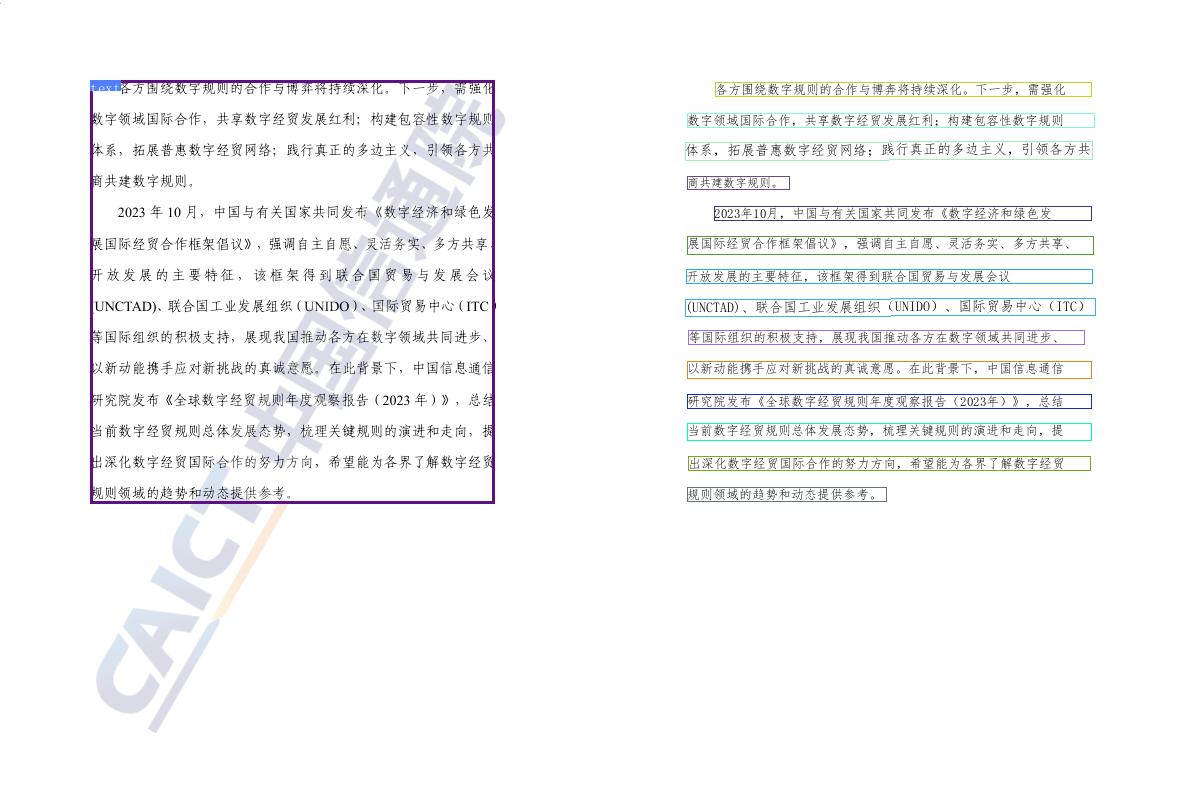 text各方围绕数字规则的合作与博弈将持续深化。下一步，需强化
数字领域国际合作，共享数字经贸发展红利；构建包容性数字规则
体系，拓展普惠数字经贸网络；践行真正的多边主义，引领各方共
商共建数字规则。
2023 年 10 月，中国与有关国家共同发布《数字经济和绿色发
展国际经贸合作框架倡议》，强调自主自愿、灵活务实、多方共享、
开放发展的主要特征，该框架得到联合国贸易与发展会议
(UNCTAD)、联合国工业发展组织（UNIDO）、国际贸易中心（ITC）
等国际组织的积极支持，展现我国推动各方在数字领域共同进步、
以新动能携手应对新挑战的真诚意愿。在此背景下，中国信息通信
研究院发布《全球数字经贸规则年度观察报告（2023 年）》，总结
当前数字经贸规则总体发展态势，梳理关键规则的演进和走向，提
出深化数字经贸国际合作的努力方向，希望能为各界了解数字经贸
规则领域的趋势和动态提供参考。
CAICT 中国信通院
各方围绕数字规则的合作与博奔将持续深化。下一步，需强化
数字领域国际合作，共享数字经贸发展红利；构建包容性数字规则
体系，拓展普惠数字经贸网络；践行真正的多边主义，引领各方共
商共建数字规则。
2023年10月，中国与有关国家共同发布《数字经济和绿色发
展国际经贸合作框架倡议》，强调自主自愿、灵活务实、多方共享、
开放发展的主要特征，该框架得到联合国贸易与发展会议
(UNCTAD)、联合国工业发展组织（UNIDO）、国际贸易中心（ITC）
等国际组织的积极支持，展现我国推动各方在数字领域共同进步、
以新动能携手应对新挑战的真诚意愿。在此背景下，中国信息通信
研究院发布《全球数字经贸规则年度观察报告（2023年）》，总结
当前数字经贸规则总体发展态势，梳理关键规则的演进和走向，提
出深化数字经贸国际合作的努力方向，希望能为各界了解数字经贸
规则领域的趋势和动态提供参考。